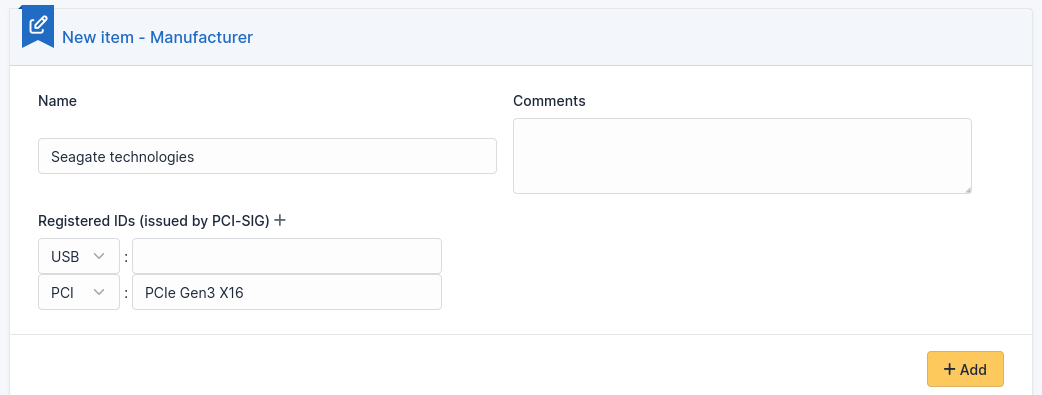 New item - Manufacturer
Name
Comments
Seagate technologies
Registered IDs (issued by PCI-SIG) +
USB :
PCI : PCIe Gen3 X16
+ Add